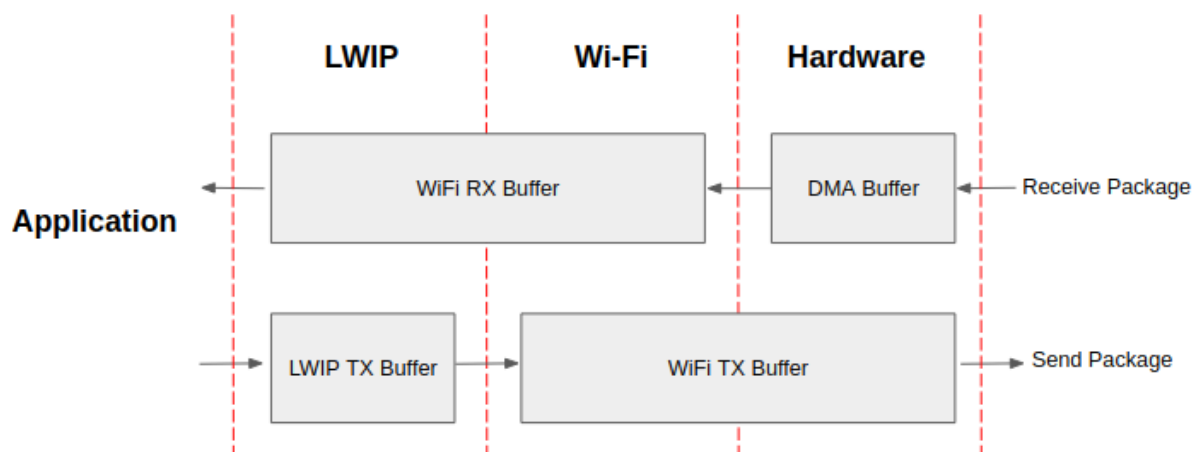 LWIP
Wi-Fi
Hardware
WiFi RX Buffer
DMA Buffer
Receive Package
Application
LWIP TX Buffer
WiFi TX Buffer
Send Package